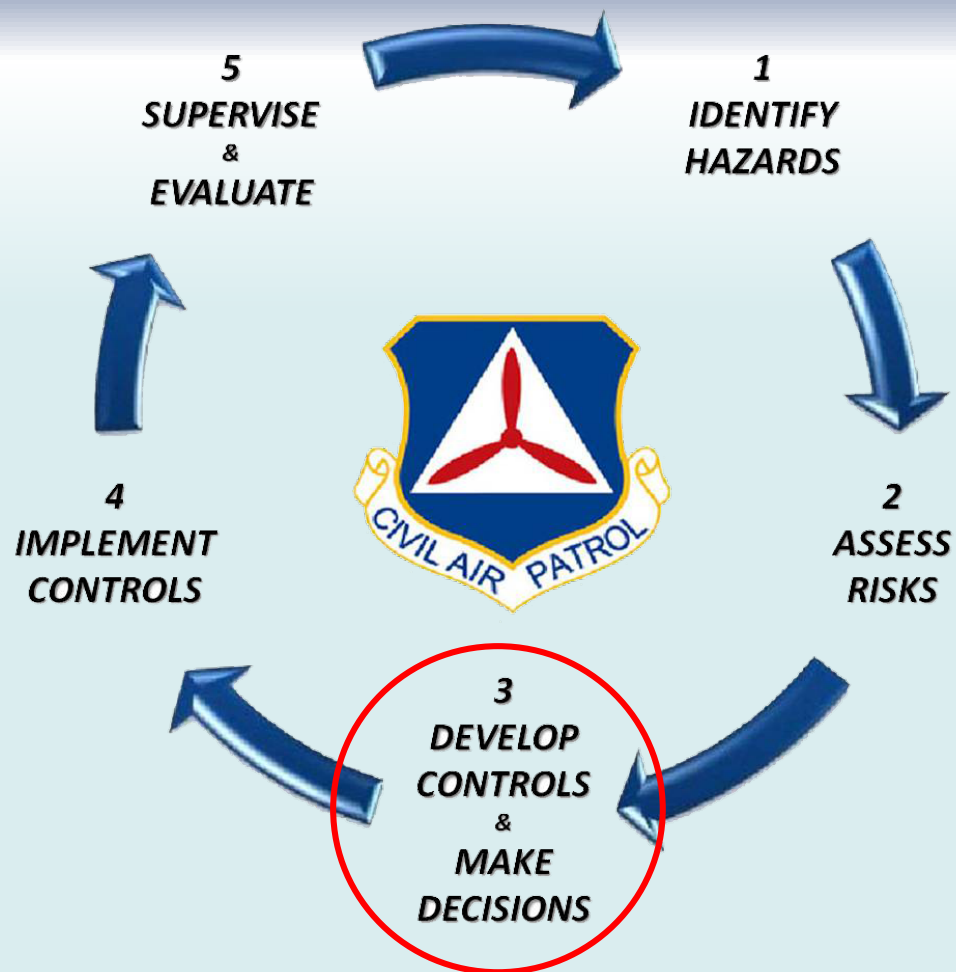 1
IDENTIFY
HAZARDS
2
ASSESS
RISKS
3
DEVELOP
CONTROLS
&
MAKE
DECISIONS
4
IMPLEMENT
CONTROLS
5
SUPERVISE
&
EVALUATE
CIVIL AIR PATROL